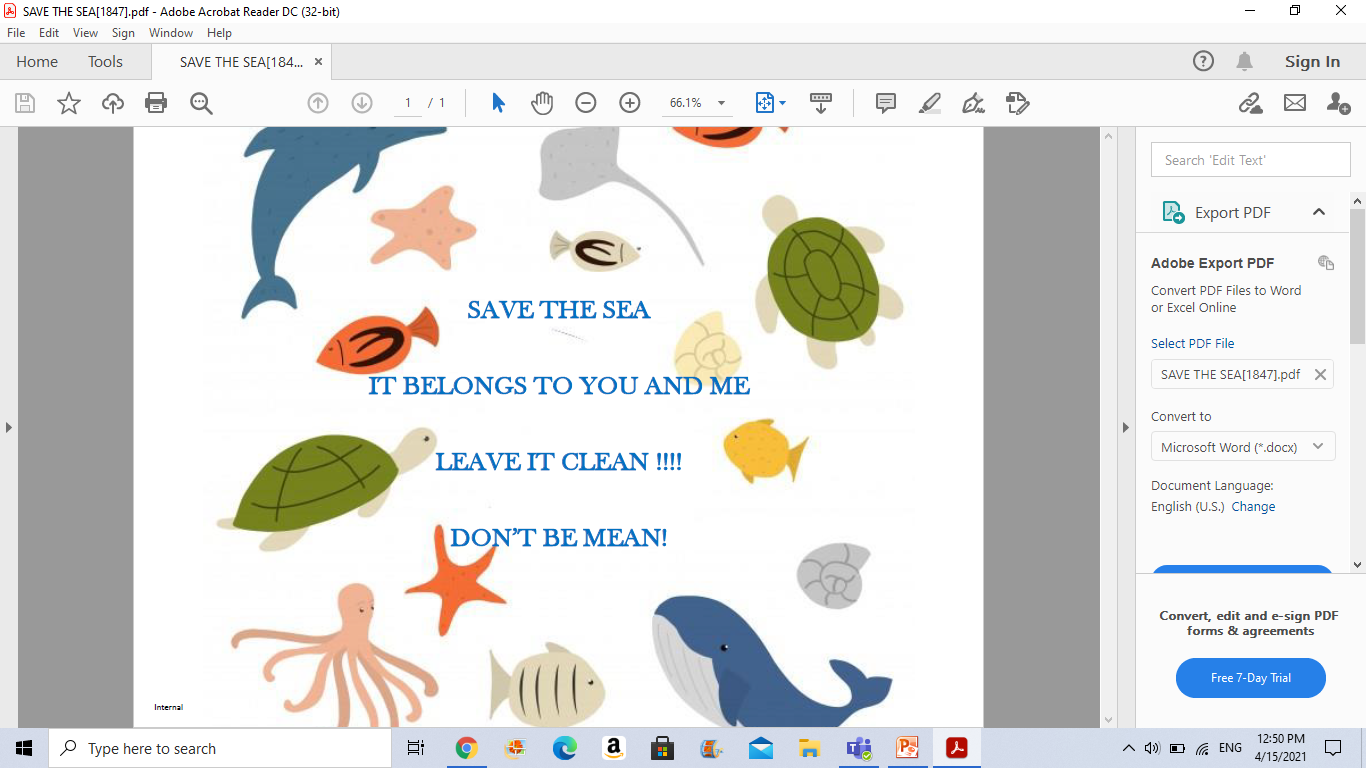 SAVE THE SEA[1847].pdf - Adobe Acrobat Reader DC (32-bit)
File Edit View Sign Window Help
Home Tools SAVE THE SEA[184... ×
Sign In
1 / 1
66.1%
SAVE THE SEA
IT BELONGS TO YOU AND ME
LEAVE IT CLEAN !!!!
DON'T BE MEAN!
Internal
Search 'Edit Text'
Export PDF
Adobe Export PDF
Convert PDF Files to Word
or Excel Online
Select PDF File
SAVE THE SEA[1847].pdf
Convert to
Microsoft Word (*.docx)
Document Language:
English (U.S.) Change
Convert, edit and e-sign PDF
forms & agreements
Free 7-Day Trial
Type here to search
ENG
12:50 PM
4/15/2021